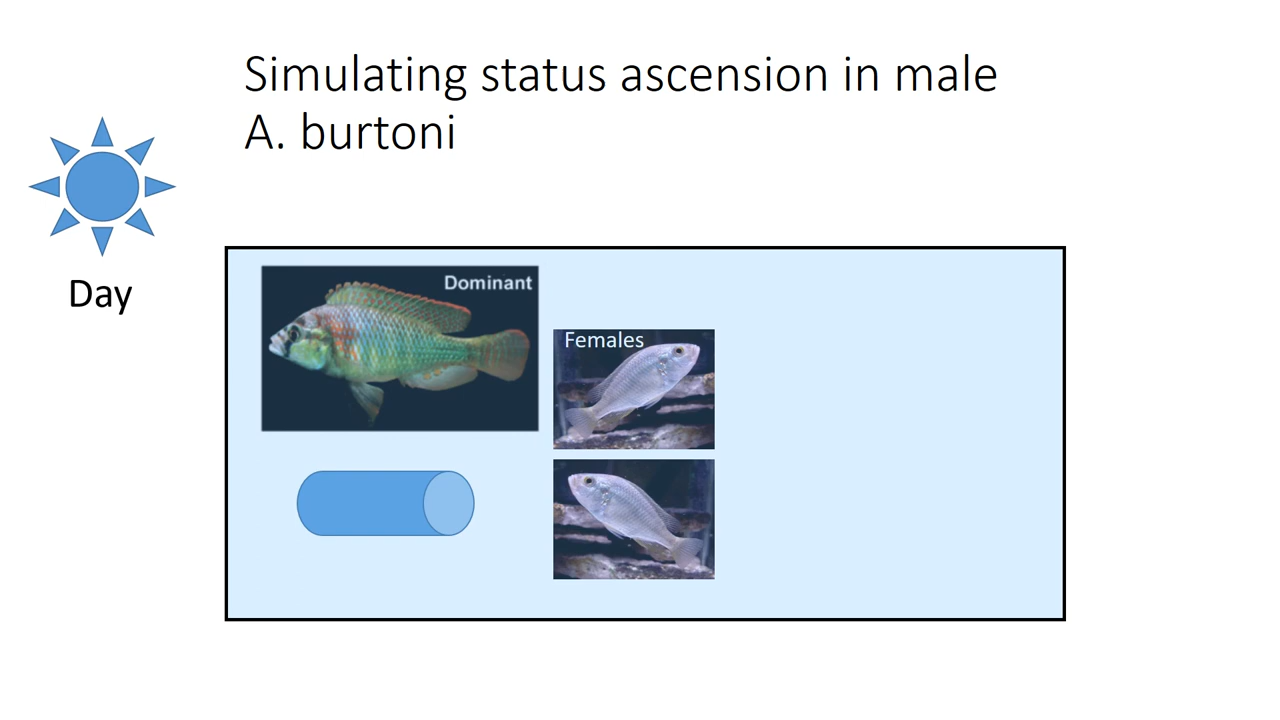 Simulating status ascension in male
A. burtoni
Day
Dominant
Females